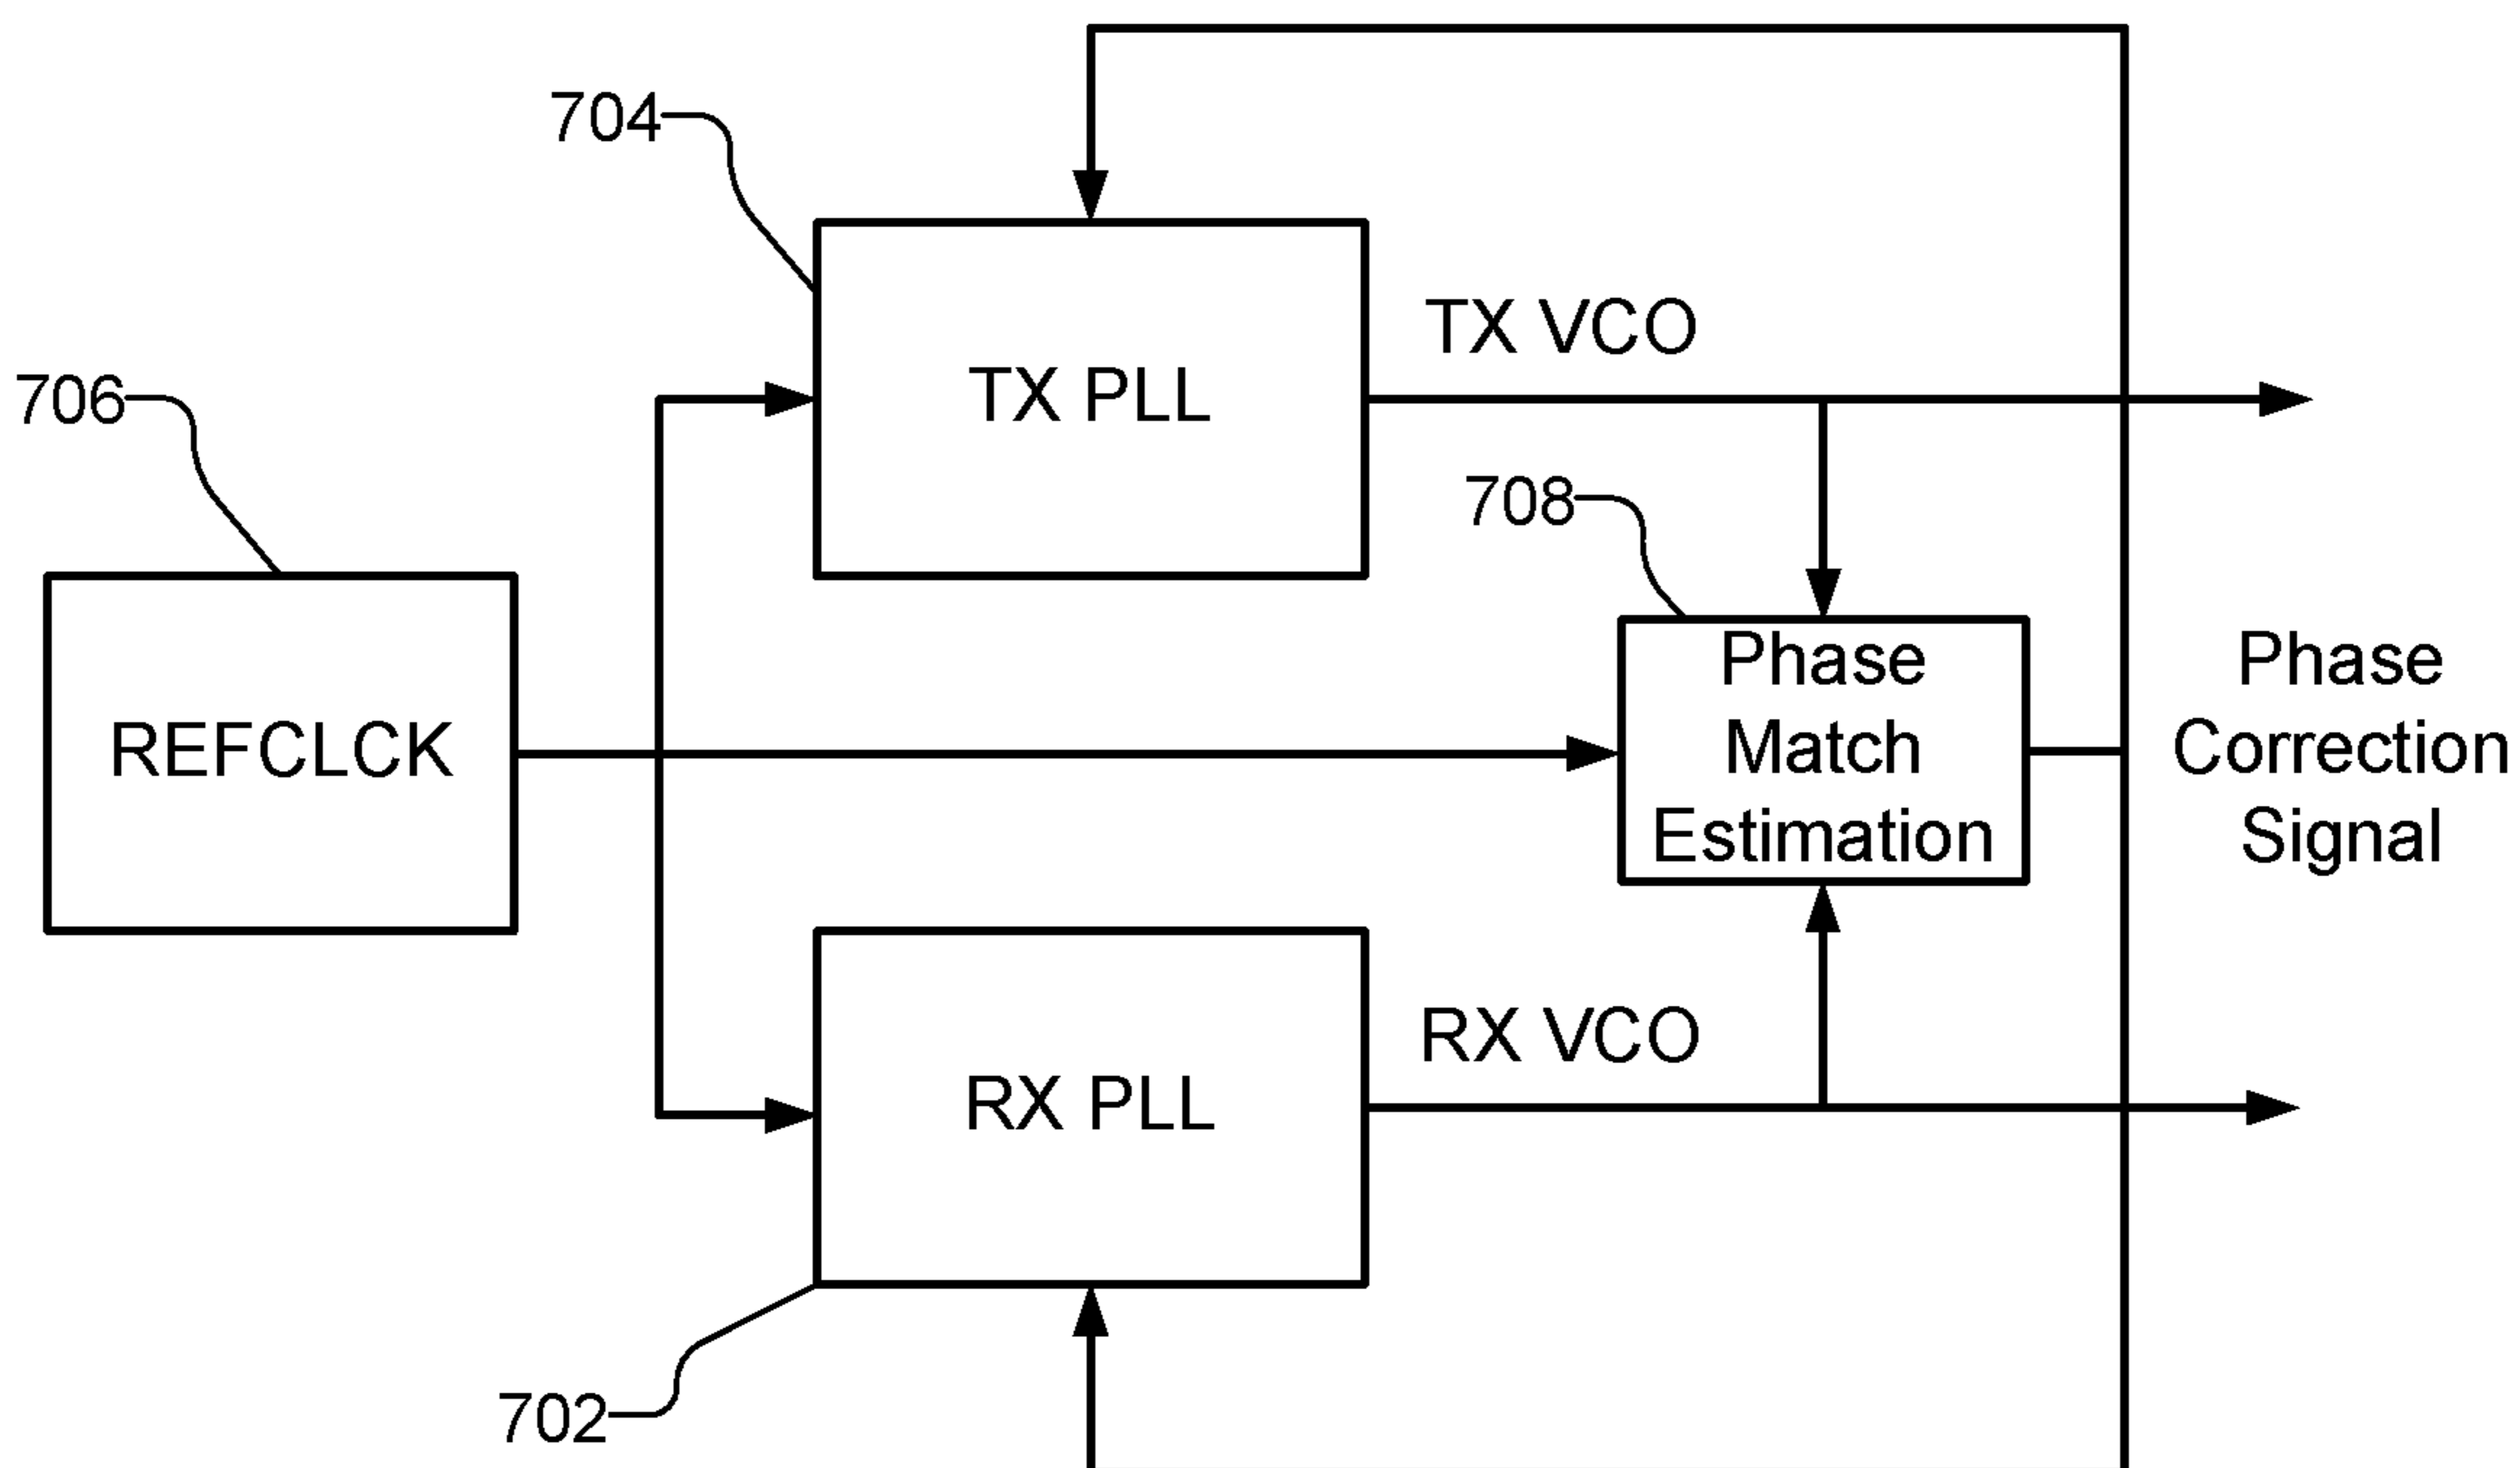 704
TX VCO
706
TX PLL
708
REFCLCK
Phase
Match
Estimation
Phase
Correction
Signal
RX VCO
RX PLL
702